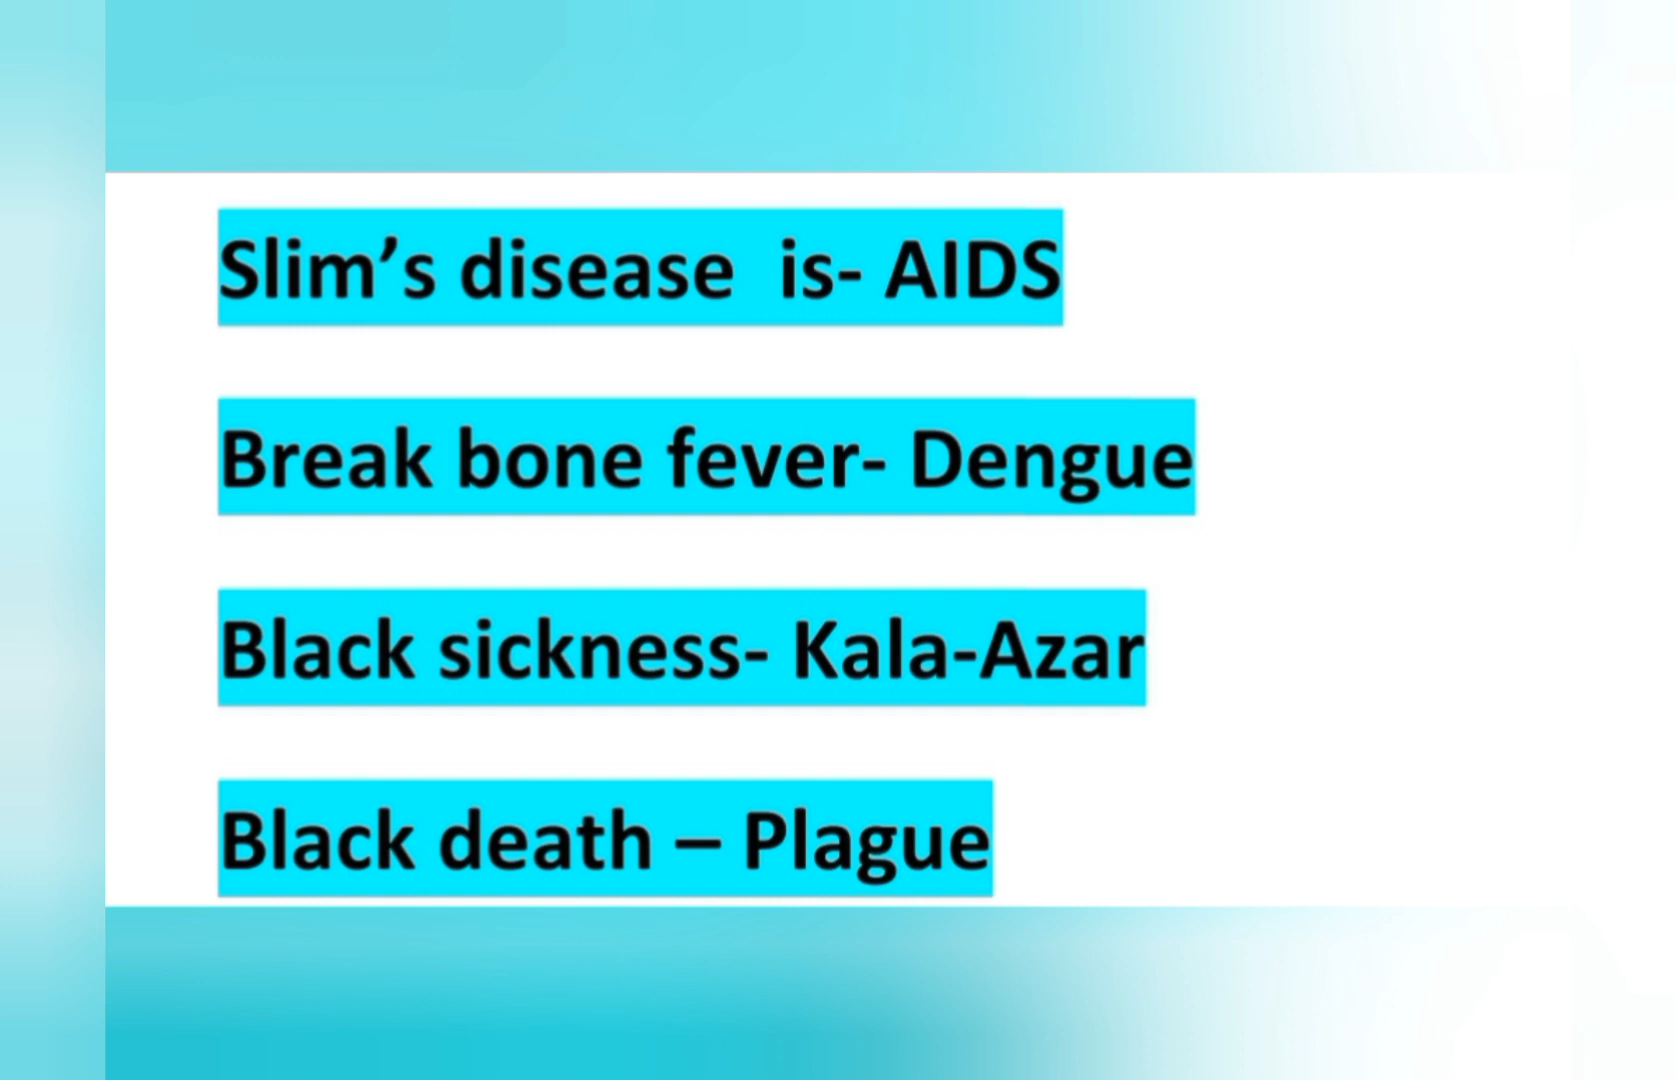 Slim’s disease  is- AIDS
Break bone fever- Dengue
Black sickness- Kala-Azar
Black death – Plague